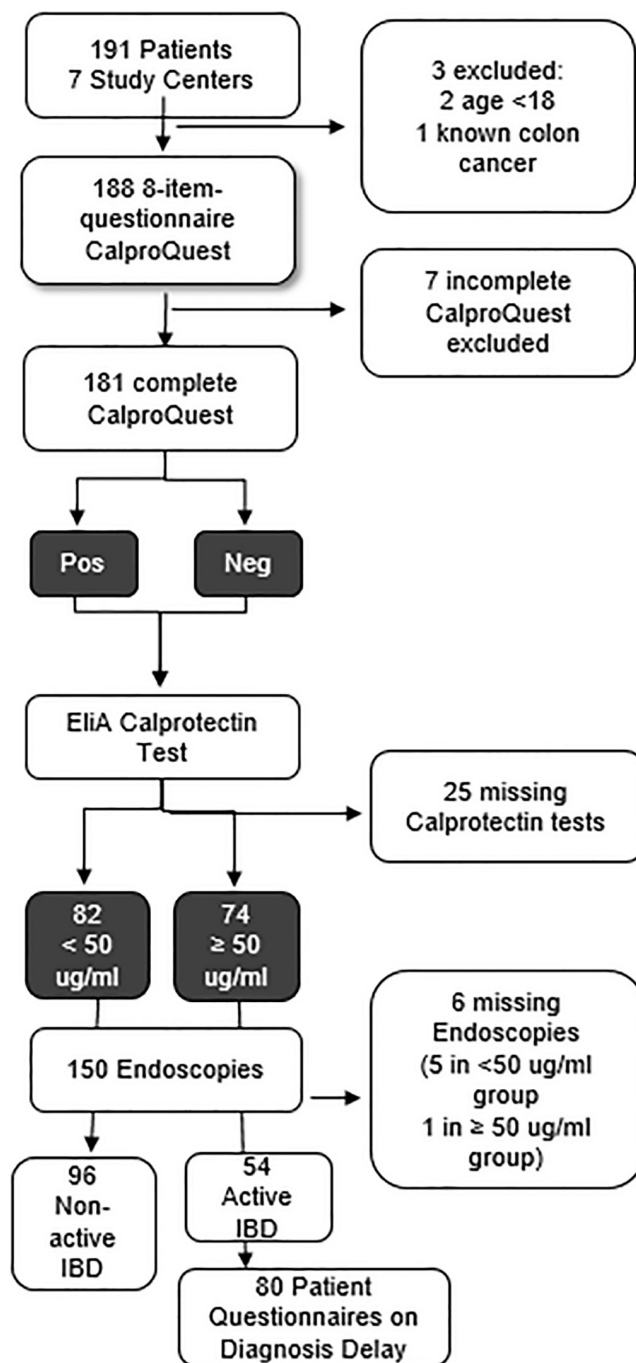 191 Patients
7 Study Centers
3 excluded:
2 age <18
1 known colon
cancer
188 8-item-
questionnaire
CalproQuest
7 incomplete
CalproQuest
excluded
181 complete
CalproQuest
Pos
Neg
EliA Calprotectin
Test
25 missing
Calprotectin tests
82
< 50
ug/ml
74
≥ 50
ug/ml
6 missing
Endoscopies
(5 in <50 ug/ml
group
1 in ≥ 50 ug/ml
group)
150 Endoscopies
96
Non-
active
IBD
54
Active
IBD
80 Patient
Questionnaires on
Diagnosis Delay